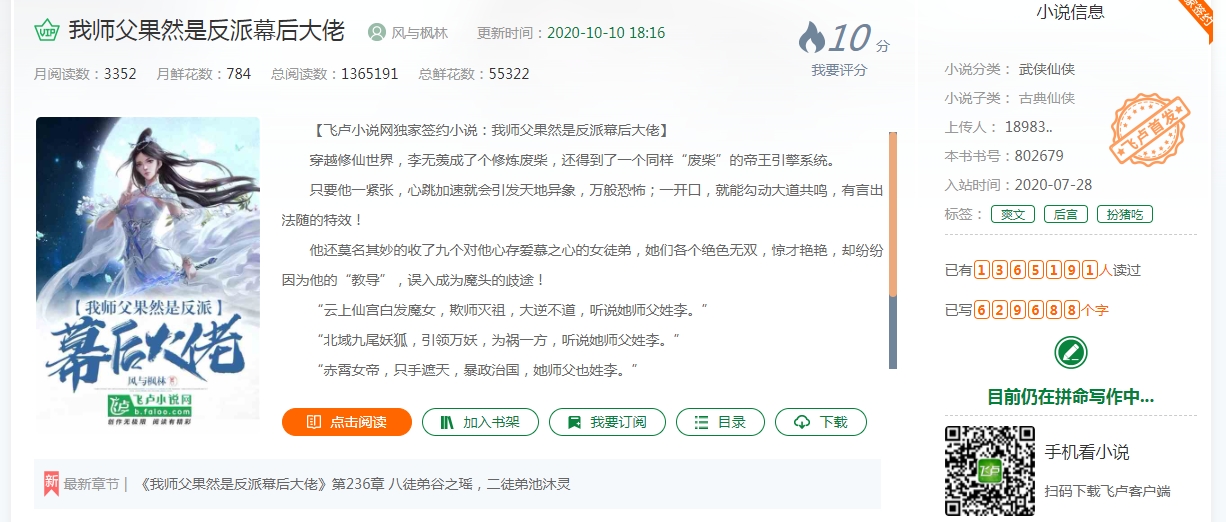 VIP 我师父果然是反派幕后大佬 风与枫林 更新时间：2020-10-10 18:16
10 分
我要评分
月阅读数：3352 月鲜花数：784 总阅读数：1365191 总鲜花数：55322
【我师父果然是反派】
幕后大佬
风与枫林
飞卢小说网
b.faloo.com
创作无极限 阅读有精彩
【飞卢小说网独家签约小说：我师父果然是反派幕后大佬】
穿越修仙世界，李无羡成了个修炼废柴，还得到了一个同样“废柴”的帝王引擎系统。
只要他一紧张，心跳加速就会引发天地异象，万般恐怖；一开口，就能勾动大道共鸣，有言出
法随的特效！
他还莫名其妙的收了九个对他心存爱慕之心的女徒弟，她们各个绝色无双，惊才艳艳，却纷纷
因为他的“教导”，误入成为魔头的歧途！
“云上仙宫白发魔女，欺师灭祖，大逆不道，听说她师父姓李。”
“北域九尾妖狐，引领万妖，为祸一方，听说她师父姓李。”
“赤霄女帝，只手遮天，暴政治国，她师父也姓李。”
点击阅读 加入书架 我要订阅 目录 下载
新 最新章节 | 《我师父果然是反派幕后大佬》第236章 八徒弟谷之瑶，二徒弟池沐灵
小说信息
家签约
小说分类： 武侠仙侠
小说子类： 古典仙侠
上传人： 18983..
本书书号：802679
入站时间：2020-07-28
标签： 爽文 后宫 扮猪吃
飞卢首发
已有1365191人读过
已写629688个字
目前仍在拼命写作中...
飞卢
手机看小说
扫码下载飞卢客户端